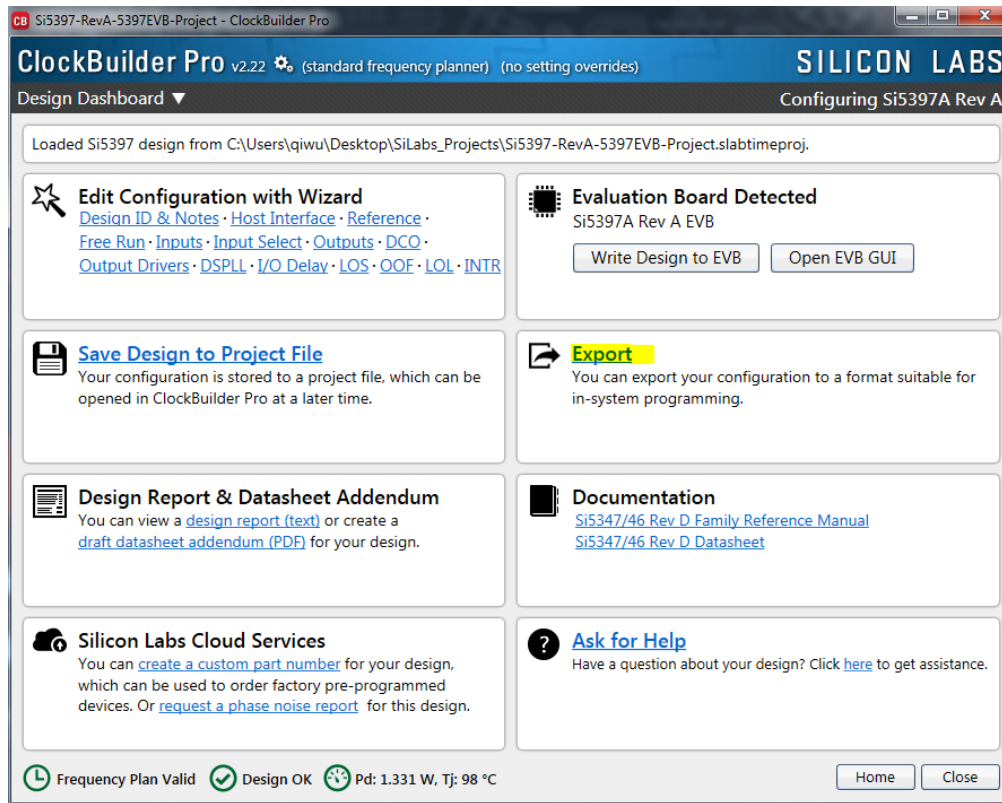 CB Si5397-RevA-5397EVB-Project - ClockBuilder Pro
ClockBuilder Pro v2.22 (standard frequency planner) (no setting overrides)
SILICON LABS
Design Dashboard ▼
Configuring Si5397A Rev A
Loaded Si5397 design from C:\Users\qiwu\Desktop\SiLabs_Projects\Si5397-RevA-5397EVB-Project.slabtimeproj.
Edit Configuration with Wizard
Design ID & Notes · Host Interface · Reference ·
Free Run · Inputs · Input Select · Outputs · DCO ·
Output Drivers · DSPLL · I/O Delay · LOS · OOF · LOL · INTR
Evaluation Board Detected
Si5397A Rev A EVB
Write Design to EVB
Open EVB GUI
Save Design to Project File
Your configuration is stored to a project file, which can be
opened in ClockBuilder Pro at a later time.
Export
You can export your configuration to a format suitable for
in-system programming.
Design Report & Datasheet Addendum
You can view a design report (text) or create a
draft datasheet addendum (PDF) for your design.
Documentation
Si5347/46 Rev D Family Reference Manual
Si5347/46 Rev D Datasheet
Silicon Labs Cloud Services
You can create a custom part number for your design,
which can be used to order factory pre-programmed
devices. Or request a phase noise report for this design.
Ask for Help
Have a question about your design? Click here to get assistance.
Frequency Plan Valid
Design OK
Pd: 1.331 W, Tj: 98 °C
Home
Close